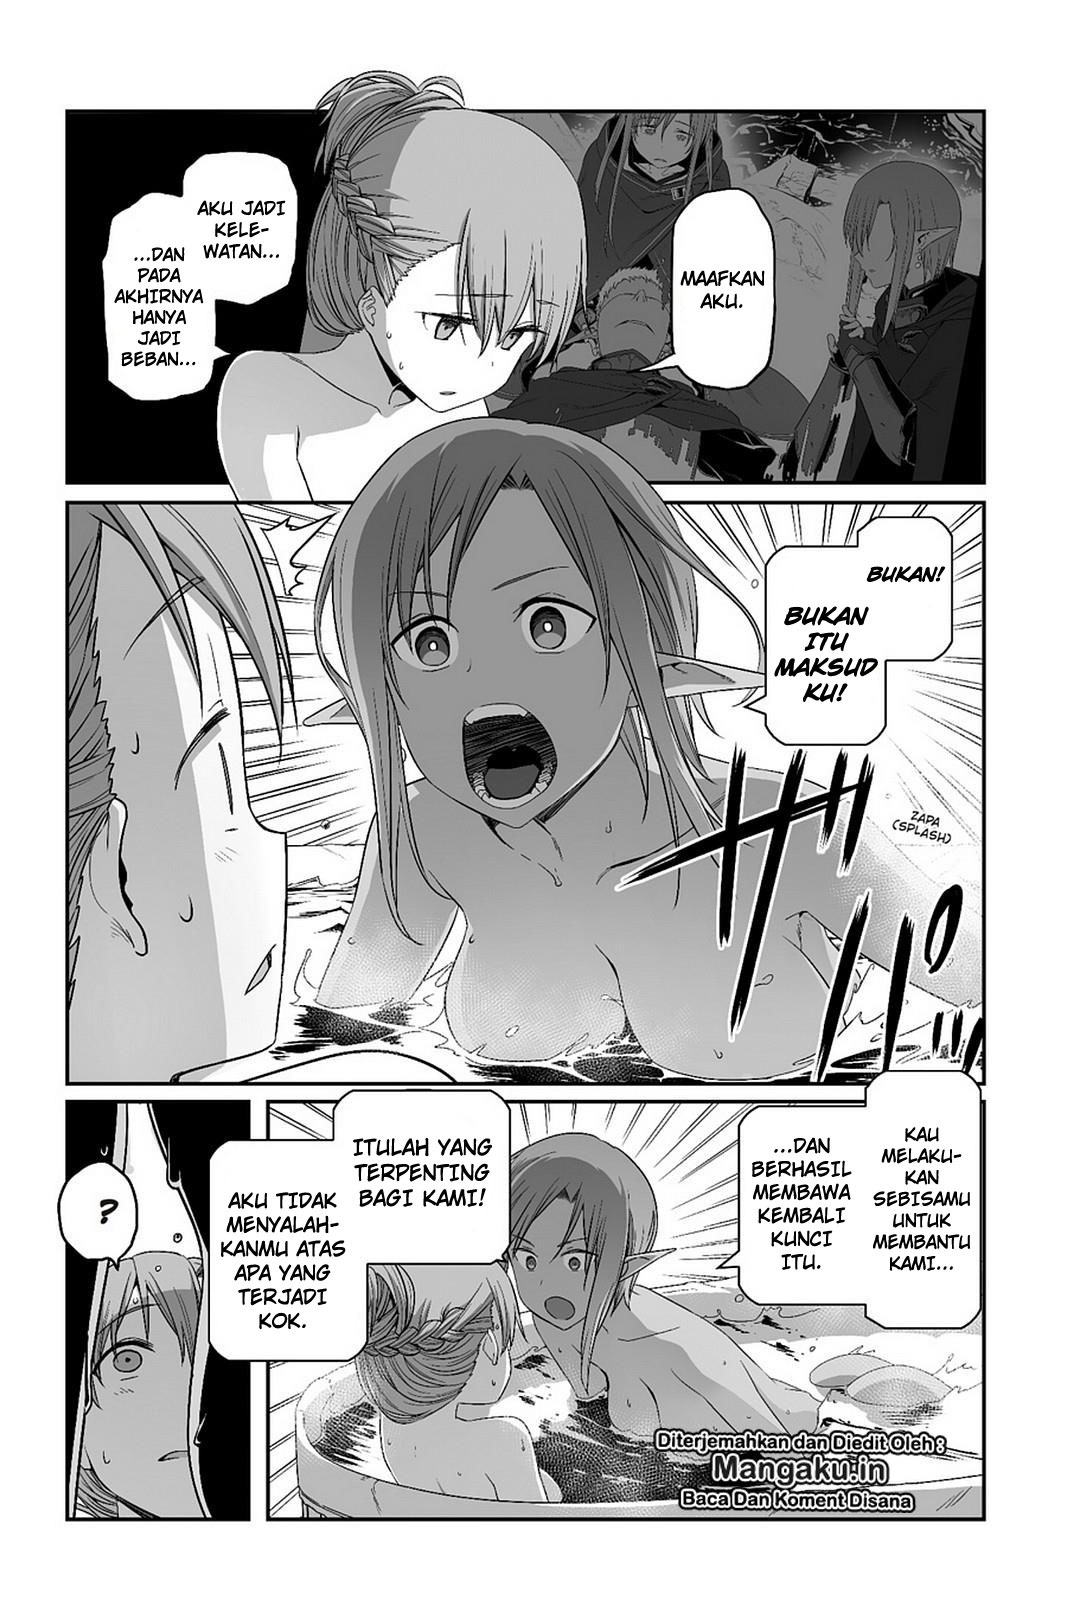 MAAFKAN
AKU.
AKU JADI
KELE-
WATAN...
...DAN
PADA
AKHIRNYA
HANYA
JADI
BEBAN...
BUKAN!
BUKAN
ITU
MAKSUD
KU!
ザパ
ZAPA
(SPLASH)
KAU
MELAKU-
KAN
SEBISAMU
UNTUK
MEMBANTU
KAMI...
...DAN
BERHASIL
MEMBAWA
KEMBALI
KUNCI
ITU.
ITULAH YANG
TERPENTING
BAGI KAMI!
AKU TIDAK
MENYALAH-
KANMU ATAS
APA YANG
TERJADI
KOK.
?
Diterjemahkan dan Diedit Oleh :
Mangaku.in
Baca Dan Koment Disana